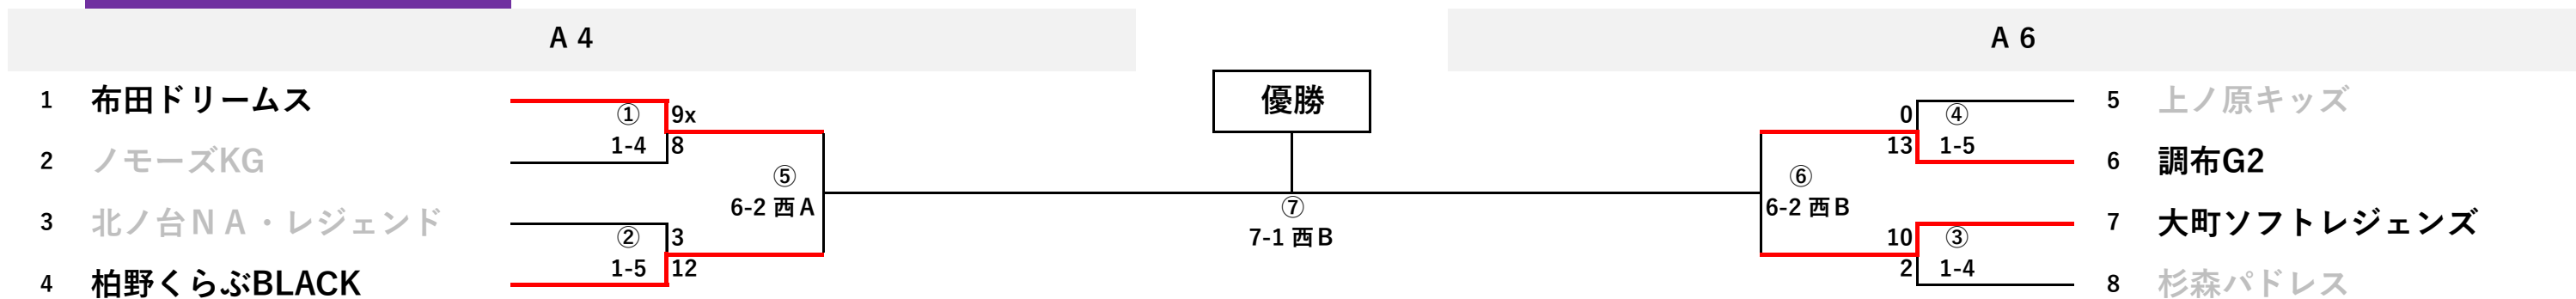 A 4
A 6
優勝
1 布田ドリームス
① 9x
1-4 8
2 ノモーズKG
⑤
6-2 西A
3 北ノ台NA・レジェンド
② 3
1-5 12
4 柏野くらぶBLACK
⑦
7-1 西B
0 ④ 5 上ノ原キッズ
13 1-5
6 調布G2
⑥
6-2 西B
10 ③ 7 大町ソフトレジェンズ
2 1-4
8 杉森パドレス